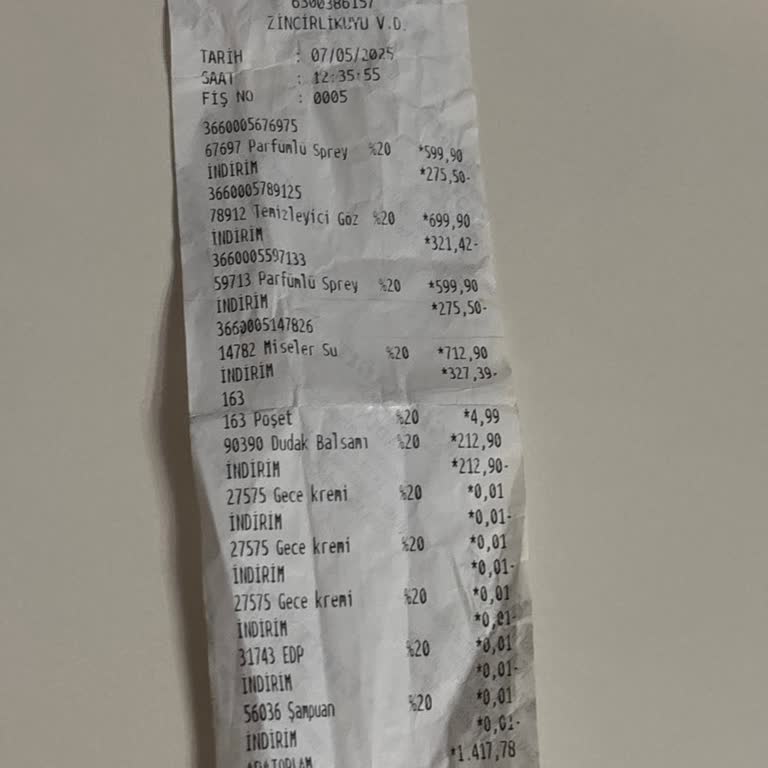 6300386157
ZİNCİRLİKUYU V.D.
TARİH : 07/05/2025
SAAT : 12:35:55
FİŞ NO : 0005
3660005676975
67697 Parfümlü Sprey %20 *599,90
İNDİRİM *275,50-
3660005789125
78912 Temizleyici Göz %20 *699,90
İNDİRİM *321,42-
3660005597133
59713 Parfümlü Sprey %20 *599,90
İNDİRİM *275,50-
3660005147826
14782 Miseler Su %20 *712,90
İNDİRİM *327,39-
163
163 Poşet %20 *4,99
90390 Dudak Balsamı %20 *212,90
İNDİRİM *212,90-
27575 Gece kremi %20 *0,01
İNDİRİM *0,01-
27575 Gece kremi %20 *0,01
İNDİRİM *0,01-
27575 Gece kremi %20 *0,01
İNDİRİM *0,01-
31743 EDP %20 *0,01
İNDİRİM *0,01-
56036 Şampuan %20 *0,01
İNDİRİM *0,01-
ARATOPLAM *1.417,78